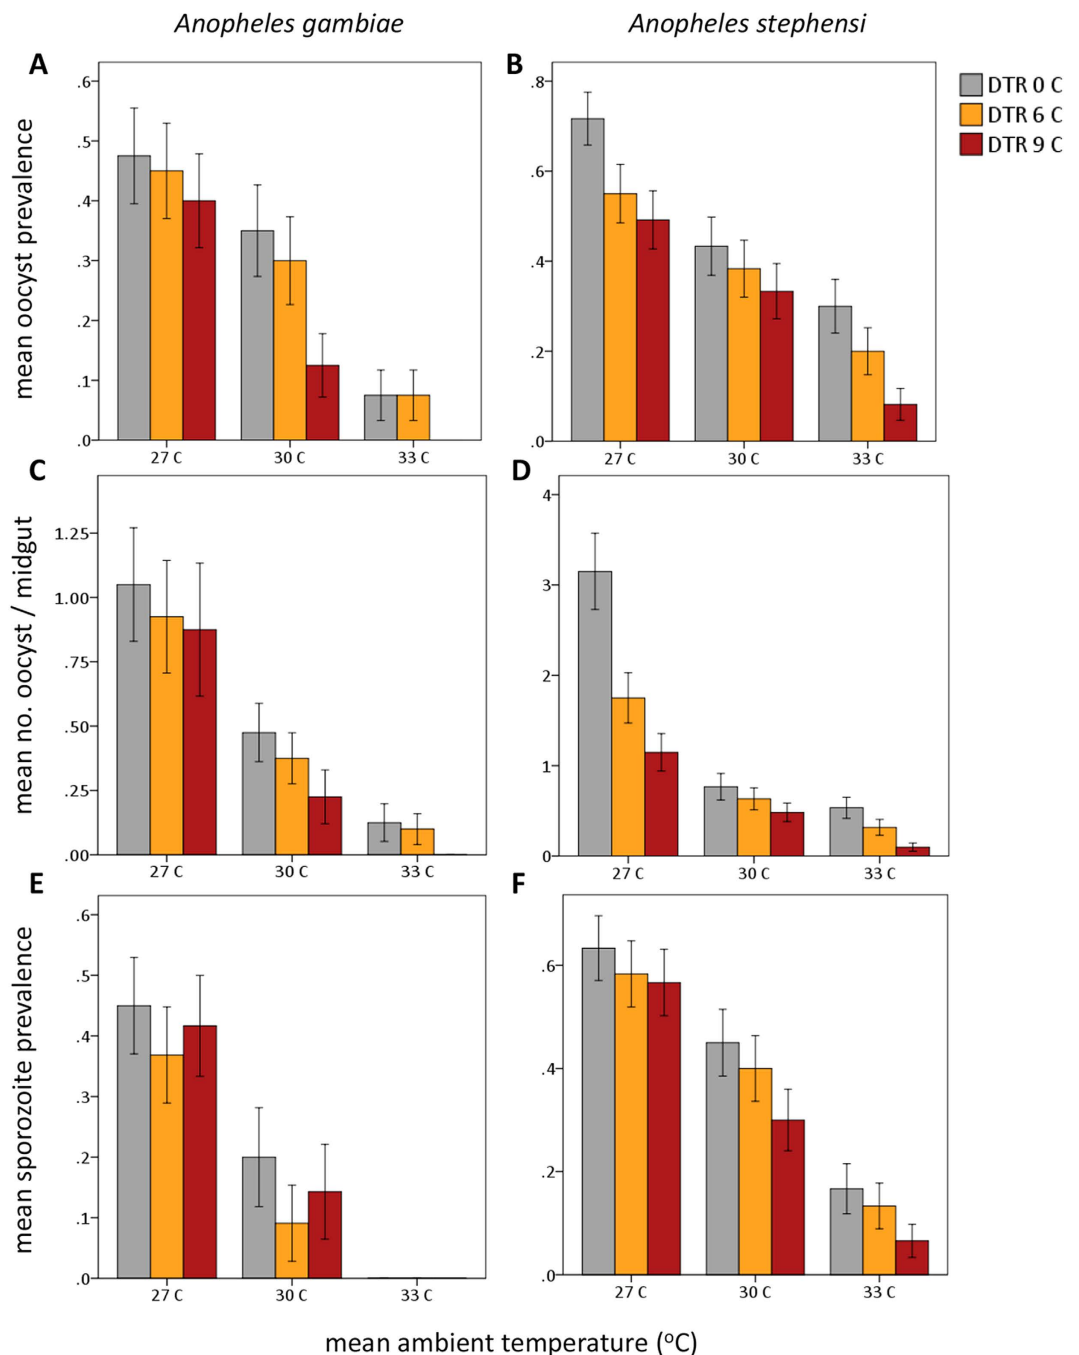 Anopheles gambiae
Anopheles stephensi
A
B
DTR 0 C
DTR 6 C
DTR 9 C
mean oocyst prevalence
.6
.5
.4
.3
.2
.1
.0
27 C
30 C
33 C
.8
.6
.4
.2
.0
27 C
30 C
33 C
C
D
mean no. oocyst / midgut
1.25
1.00
.75
.50
.25
.00
27 C
30 C
33 C
4
3
2
1
0
27 C
30 C
33 C
E
F
mean sporozoite prevalence
.6
.5
.4
.3
.2
.1
.0
27 C
30 C
33 C
.6
.4
.2
.0
27 C
30 C
33 C
mean ambient temperature (°C)